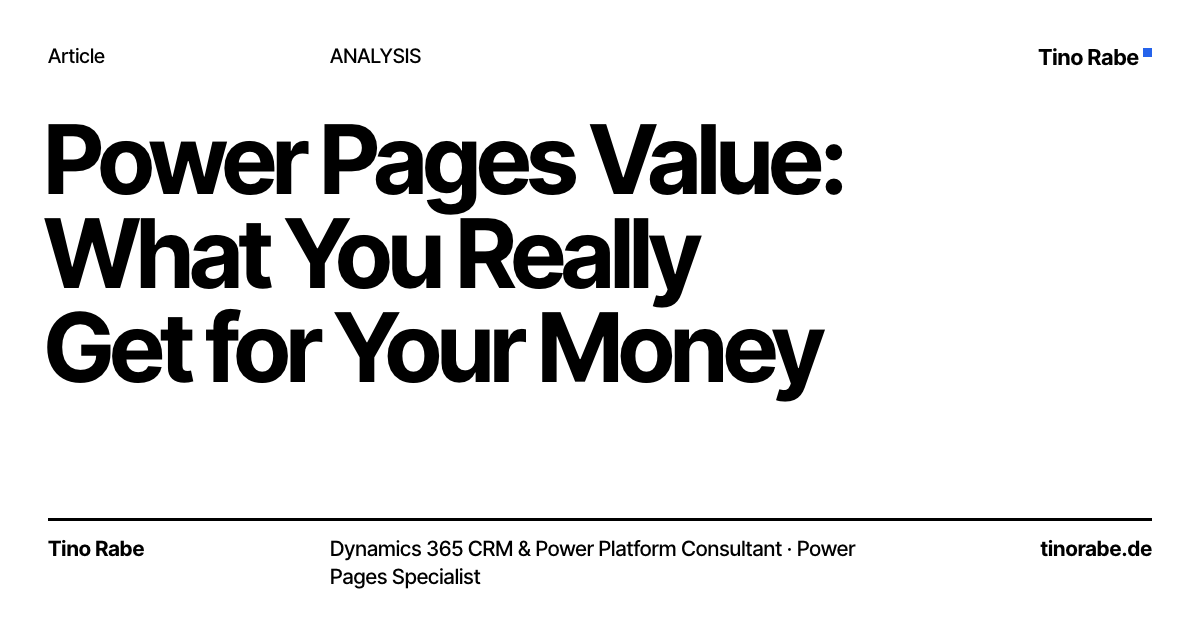 Article
ANALYSIS
Tino Rabe
Power Pages Value:
What You Really
Get for Your Money
Tino Rabe
Dynamics 365 CRM & Power Platform Consultant · Power
Pages Specialist
tinorabe.de